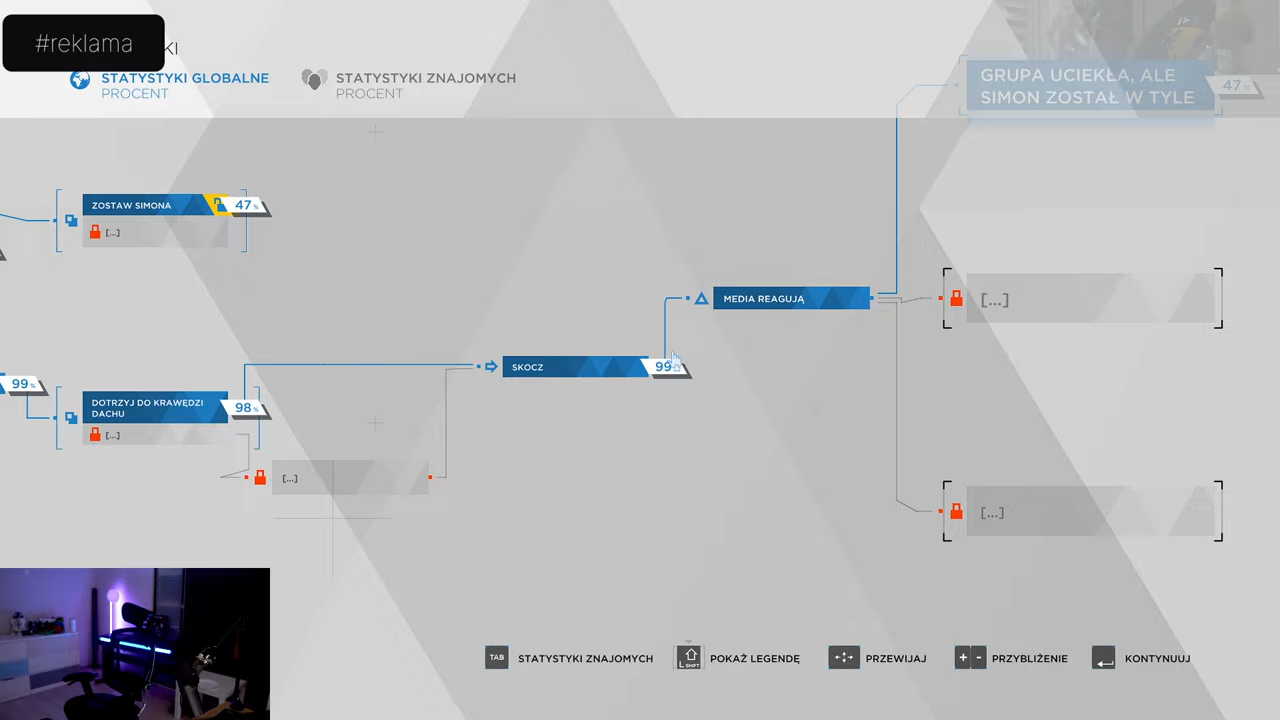 #reklama
KI
STATYSTYKI GLOBALNE
PROCENT
STATYSTYKI ZNAJOMYCH
PROCENT
GRUPA UCIEKŁA, ALE
SIMON ZOSTAŁ W TYLE
47 %
ZOSTAW SIMONA
47 %
[...]
MEDIA REAGUJĄ
[...]
SKOCZ
99
99 %
DOTRZYJ DO KRAWĘDZI
DACHU
98 %
[...]
[...]
[...]
TAB
STATYSTYKI ZNAJOMYCH
L SHIFT
POKAŻ LEGENDĘ
PRZEWIJAJ
+ -
PRZYBLIŻENIE
KONTYNUUJ